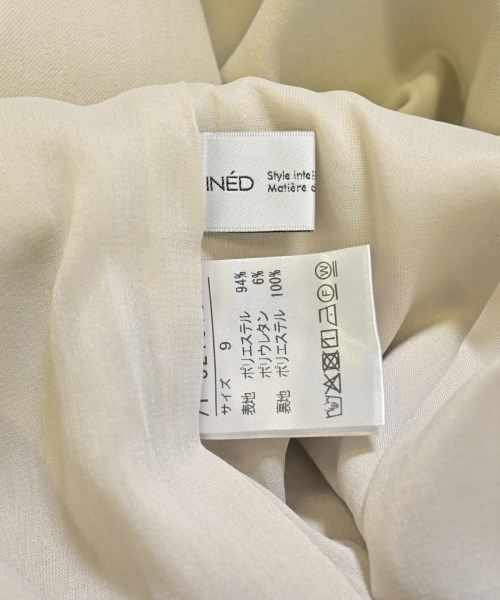 INÉD
Style inte
Matière d
サイズ 9
表地 ポリエステル 94%
ポリウレタン 6%
裏地 ポリエステル 100%
F W